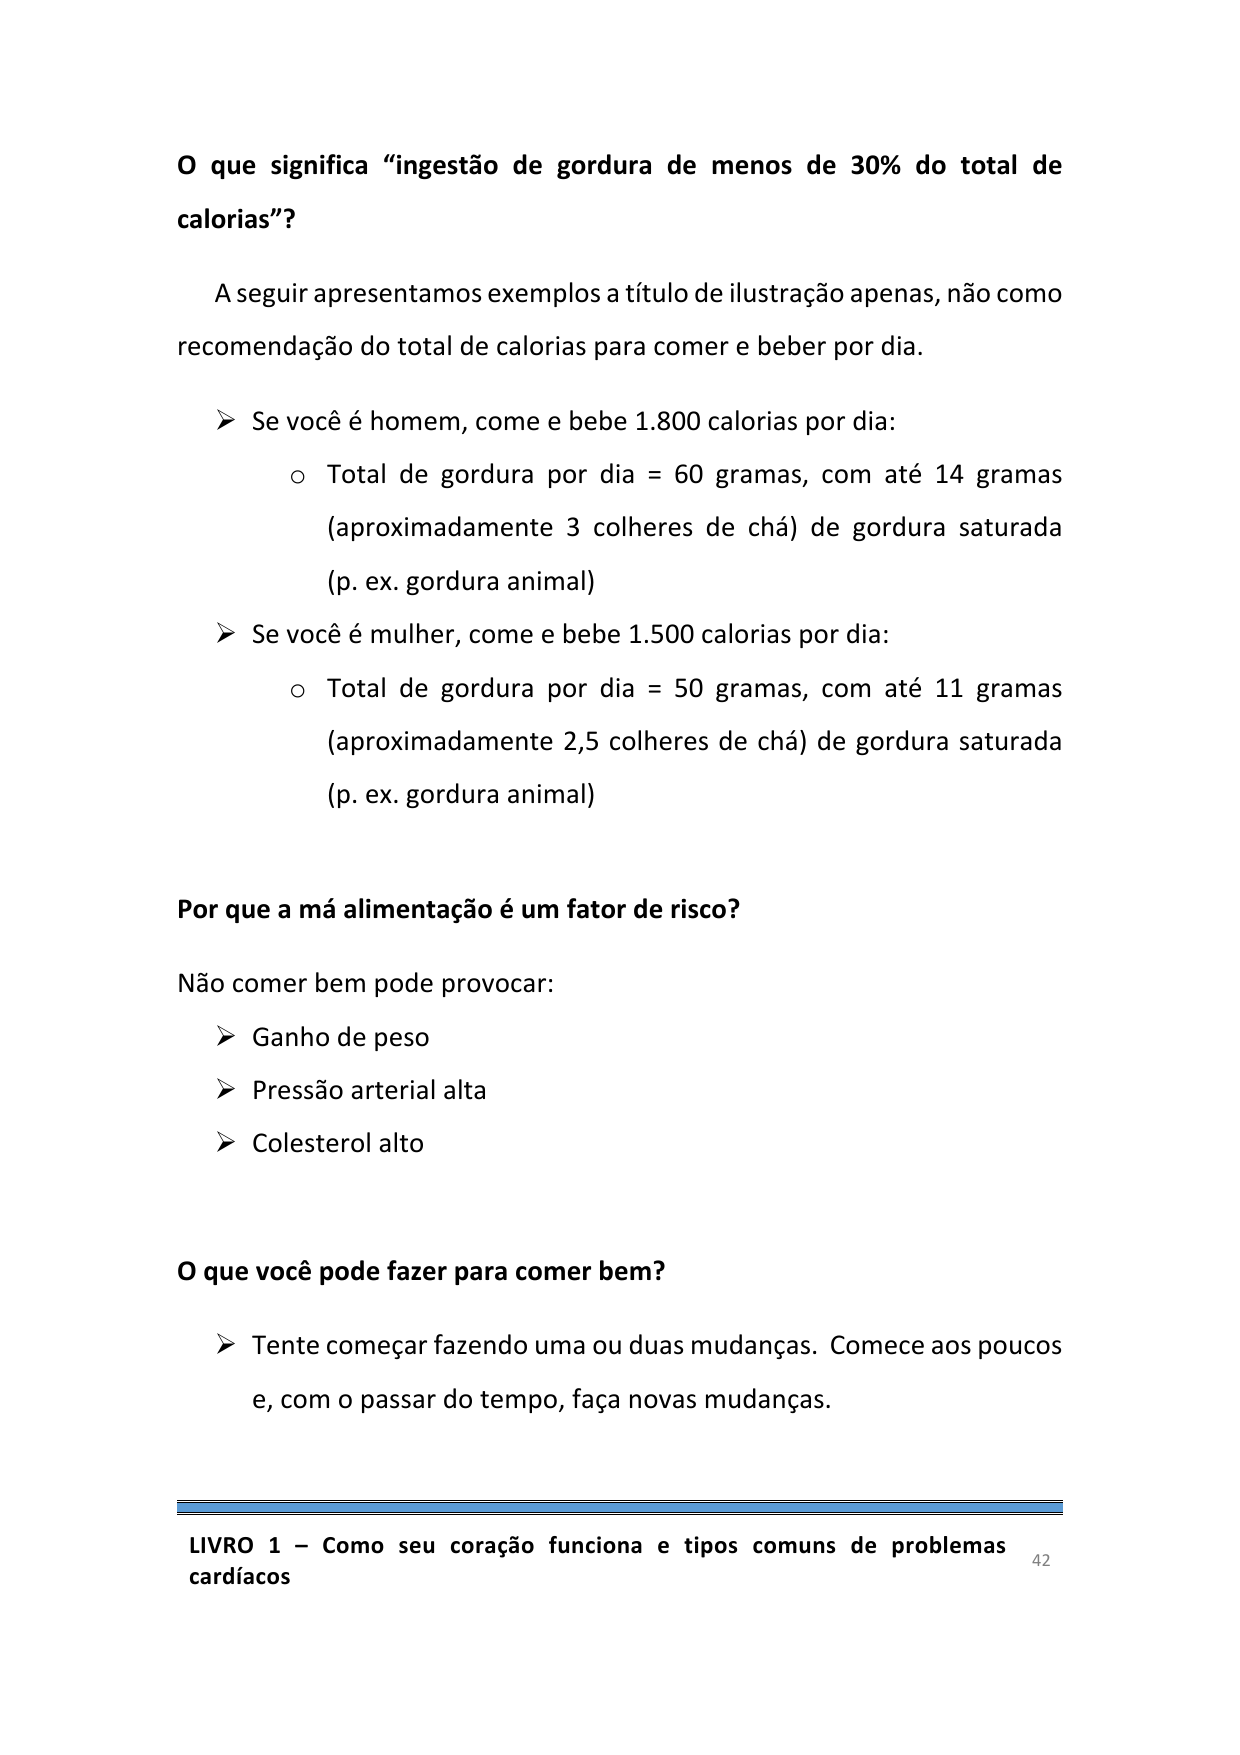 O que significa “ingestão de gordura de menos de 30% do total de
calorias”?
A seguir apresentamos exemplos a título de ilustração apenas, não como
recomendação do total de calorias para comer e beber por dia.
➢ Se você é homem, come e bebe 1.800 calorias por dia:
o Total de gordura por dia = 60 gramas, com até 14 gramas
(aproximadamente 3 colheres de chá) de gordura saturada
(p. ex. gordura animal)
➢ Se você é mulher, come e bebe 1.500 calorias por dia:
o Total de gordura por dia = 50 gramas, com até 11 gramas
(aproximadamente 2,5 colheres de chá) de gordura saturada
(p. ex. gordura animal)
Por que a má alimentação é um fator de risco?
Não comer bem pode provocar:
➢ Ganho de peso
➢ Pressão arterial alta
➢ Colesterol alto
O que você pode fazer para comer bem?
➢ Tente começar fazendo uma ou duas mudanças.  Comece aos poucos
e, com o passar do tempo, faça novas mudanças.
LIVRO 1 – Como seu coração funciona e tipos comuns de problemas
cardíacos
42